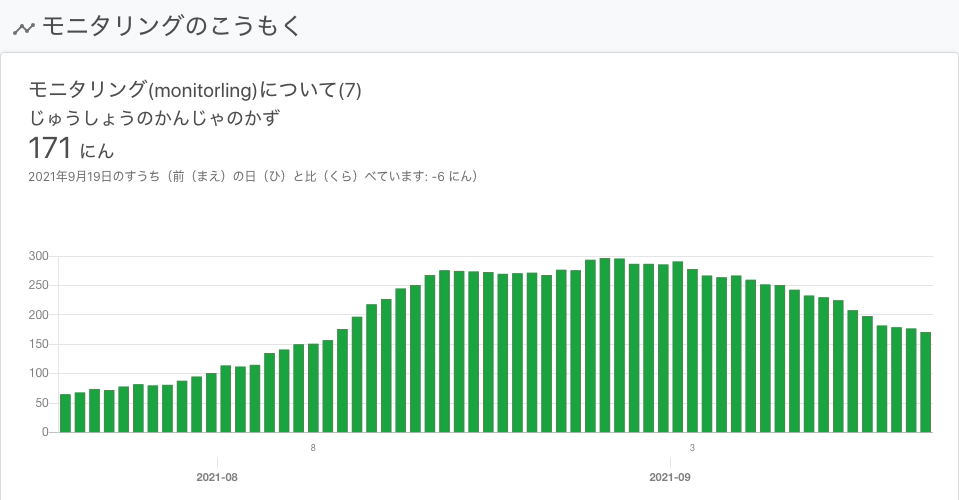 モニタリングのこうもく
モニタリング(monitorling)について(7)
じゅうしょうのかんじゃのかず
171 にん
2021年9月19日のすうち（前（まえ）の日（ひ）と比（くら）べています: -6 にん）
300
250
200
150
100
50
0
8
3
2021-08
2021-09